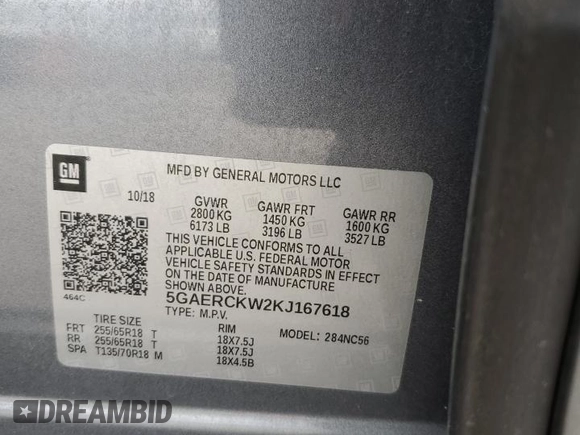 GM
MFD BY GENERAL MOTORS LLC
10/18
GVWR GAWR FRT GAWR RR
2800 KG 1450 KG 1600 KG
6173 LB 3196 LB 3527 LB
THIS VEHICLE CONFORMS TO ALL
APPLICABLE U.S. FEDERAL MOTOR
VEHICLE SAFETY STANDARDS IN EFFECT
ON THE DATE OF MANUFACTURE
SHOWN ABOVE.
464C
5GAERCKW2KJ167618
TYPE: M.P.V. MODEL: 284NC56
TIRE SIZE RIM
FRT 255/65R18 T 18X7.5J
RR 255/65R18 T 18X7.5J
SPA T135/70R18 M 18X4.5B
DREAMBID